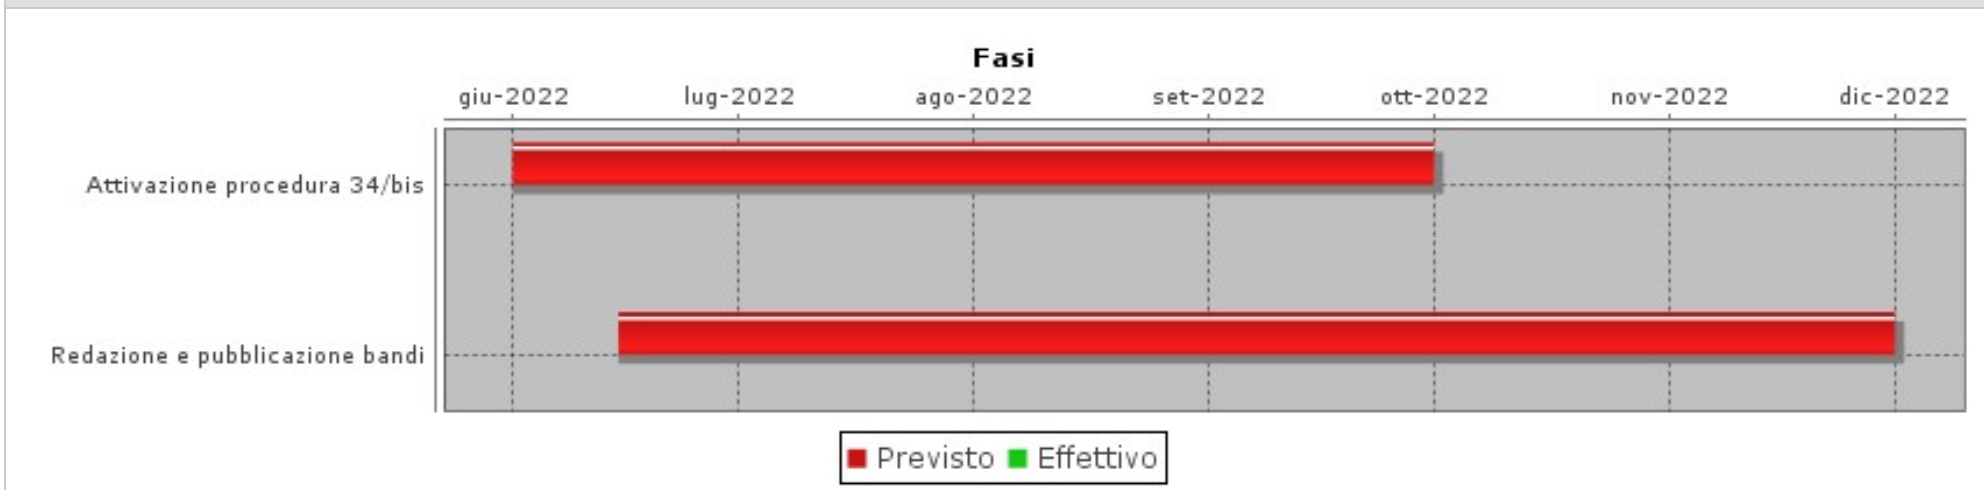 Fasi
giu-2022 lug-2022 ago-2022 set-2022 ott-2022 nov-2022 dic-2022
Attivazione procedura 34/bis
Redazione e pubblicazione bandi
Previsto Effettivo